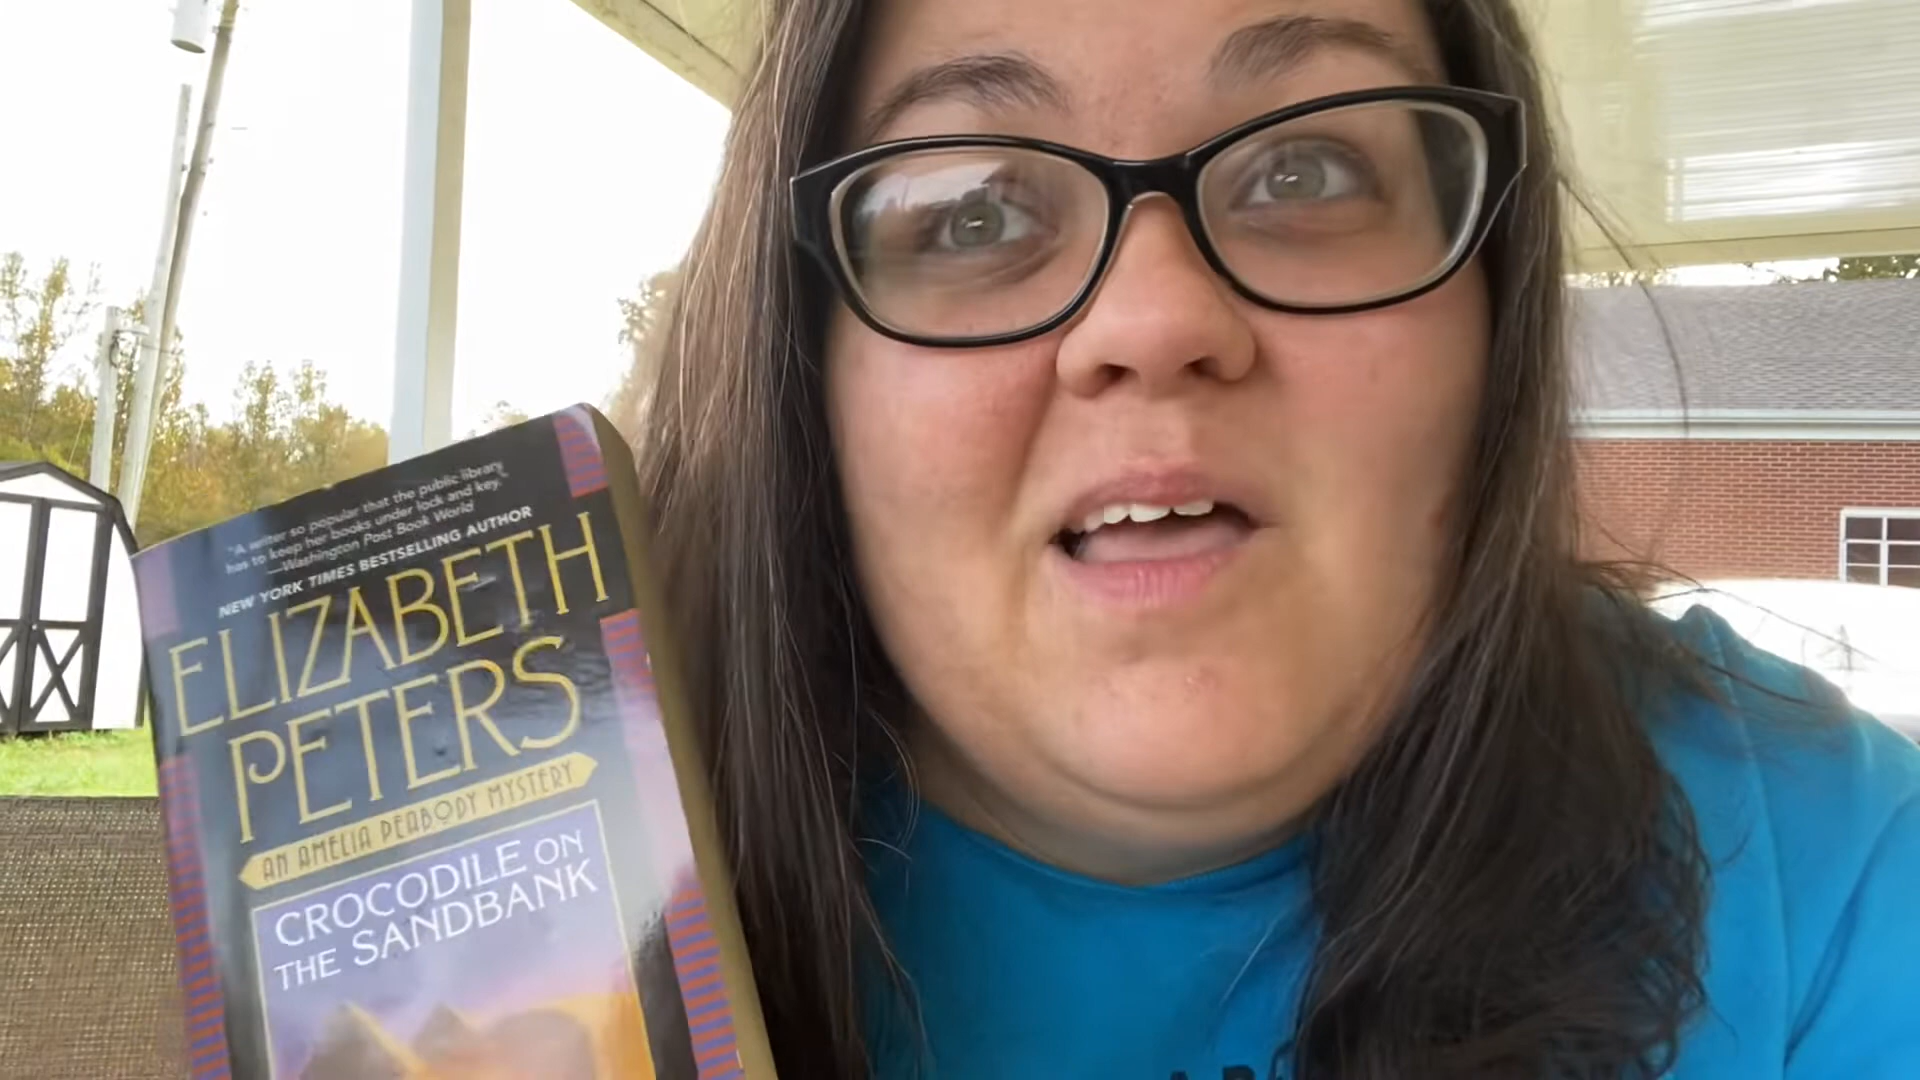 "A writer so popular that the public library
has to keep her books under lock and key."
—Washington Post Book World
NEW YORK TIMES BESTSELLING AUTHOR
ELIZABETH
PETERS
AN AMELIA PEABODY MYSTERY
CROCODILE ON
THE SANDBANK